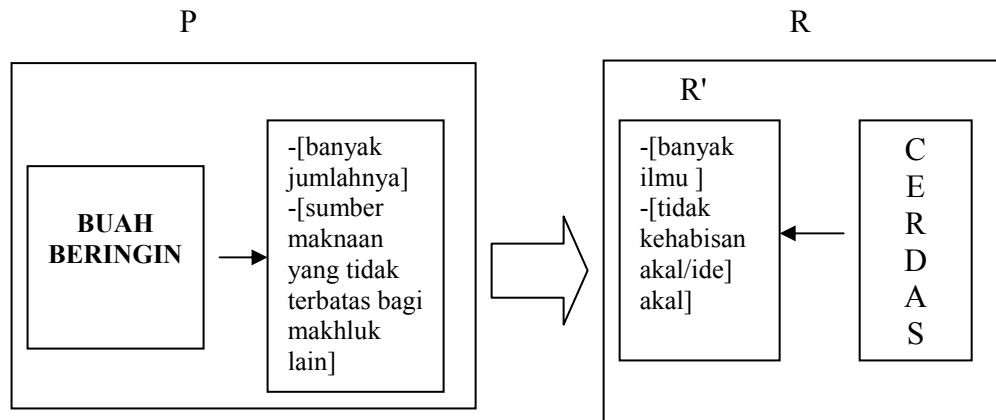 P
BUAH
BERINGIN
-[banyak
jumlahnya]
-[sumber
maknaan
yang tidak
terbatas bagi
makhluk
lain]
R
R'
-[banyak
ilmu ]
-[tidak
kehabisan
akal/ide]
akal]
C
E
R
D
A
S